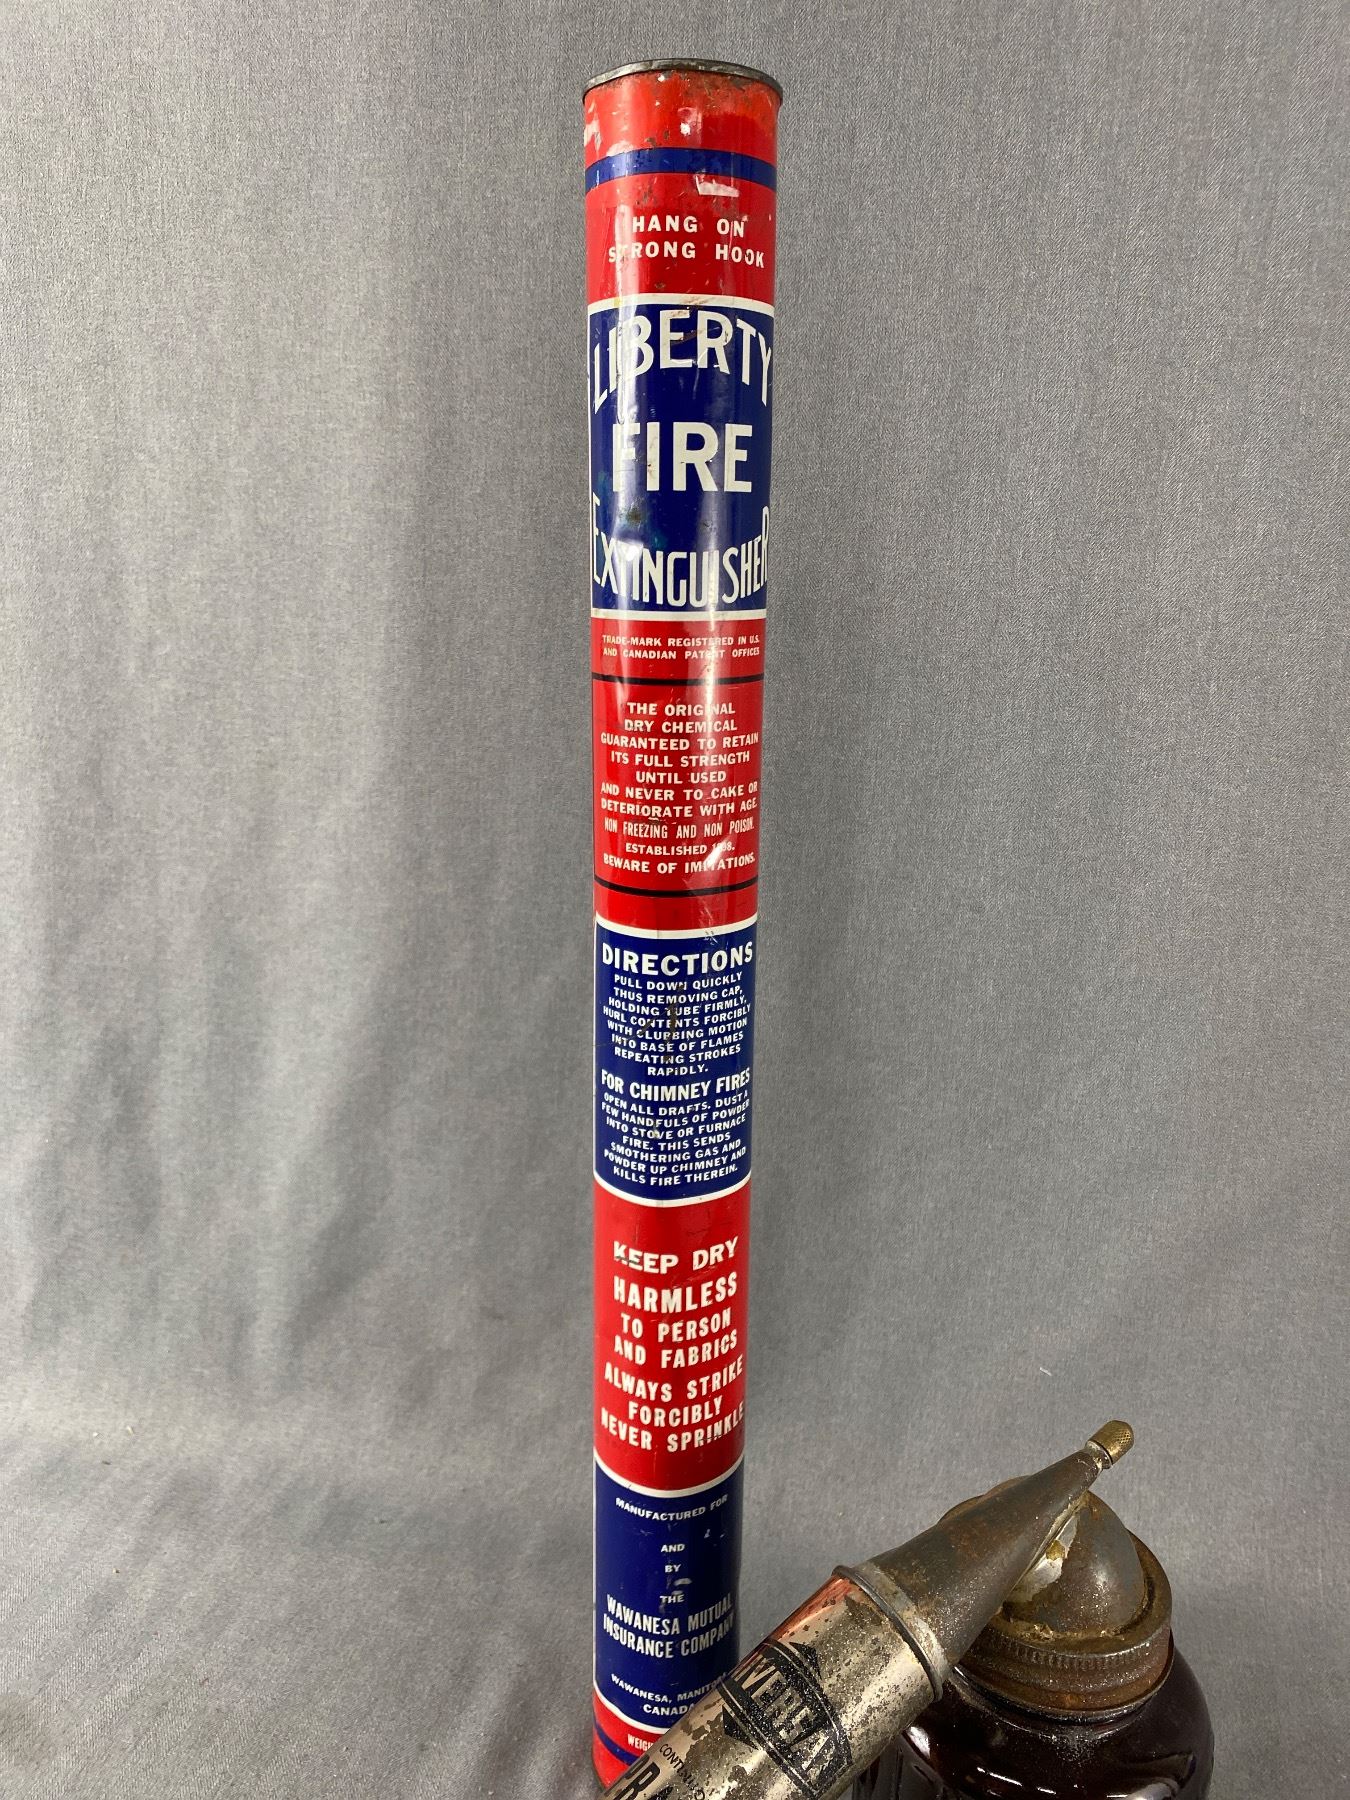 HANG ON
STRONG HOOK
LIBERTY
FIRE
EXTINGUISHER
TRADE-MARK REGISTERED IN U.S.
AND CANADIAN PATENT OFFICES
THE ORIGINAL
DRY CHEMICAL
GUARANTEED TO RETAIN
ITS FULL STRENGTH
UNTIL USED
AND NEVER TO CAKE OR
DETERIORATE WITH AGE.
NON FREEZING AND NON POISON.
ESTABLISHED
BEWARE OF IMITATIONS.
DIRECTIONS
PULL DOWN QUICKLY
THUS REMOVING CAP,
HOLDING TUBE FIRMLY,
HURL CONTENTS FORCIBLY
WITH CLUBBING MOTION
INTO BASE OF FLAMES
REPEATING STROKES
RAPIDLY.
FOR CHIMNEY FIRES
OPEN ALL DRAFTS. DUST A
FEW HANDFULS OF POWDER
INTO STOVE OR FURNACE
FIRE. THIS SENDS
SMOTHERING GAS AND
POWDER UP CHIMNEY AND
KILLS FIRE THEREIN.
KEEP DRY
HARMLESS
TO PERSON
AND FABRICS
ALWAYS STRIKE
FORCIBLY
NEVER SPRINKLE
MANUFACTURED FOR
AND
BY
THE
WAWANESA MUTUAL
INSURANCE COMPANY
WAWANESA, MANITOBA
CANADA